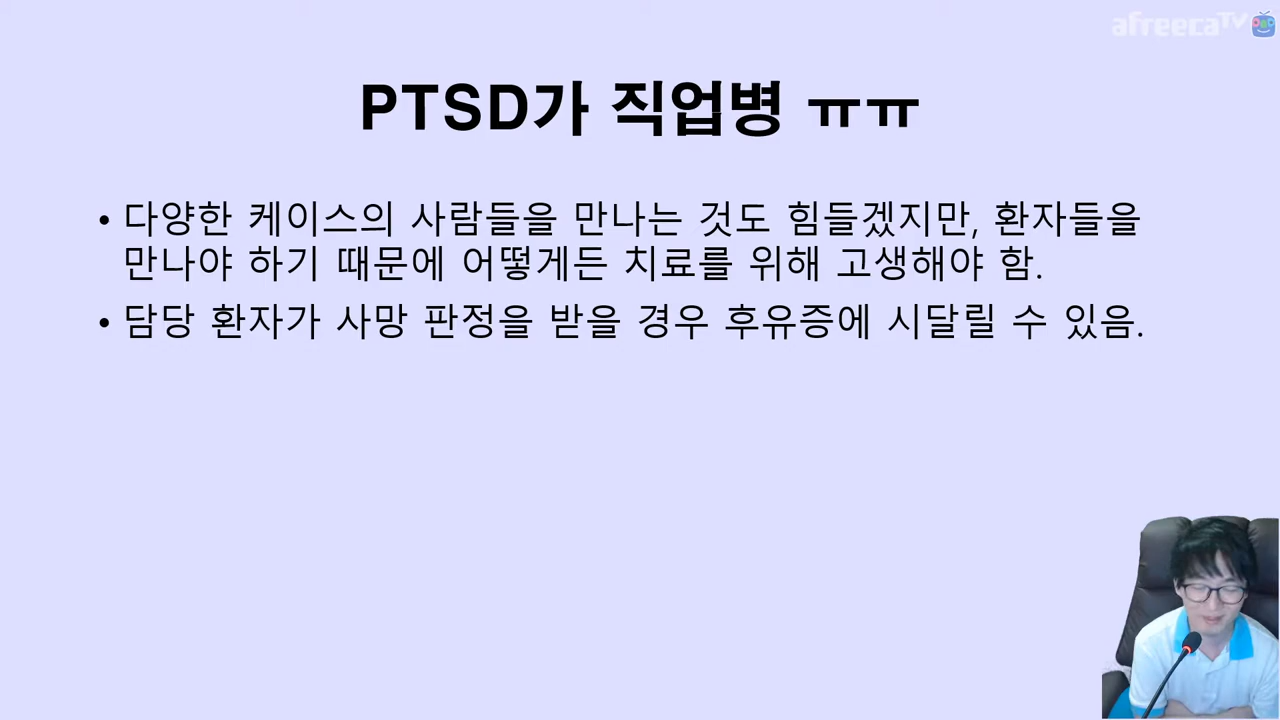 afreecaTV
PTSD가 직업병 ㅠㅠ
• 다양한 케이스의 사람들을 만나는 것도 힘들겠지만, 환자들을
만나야 하기 때문에 어떻게든 치료를 위해 고생해야 함.
• 담당 환자가 사망 판정을 받을 경우 후유증에 시달릴 수 있음.